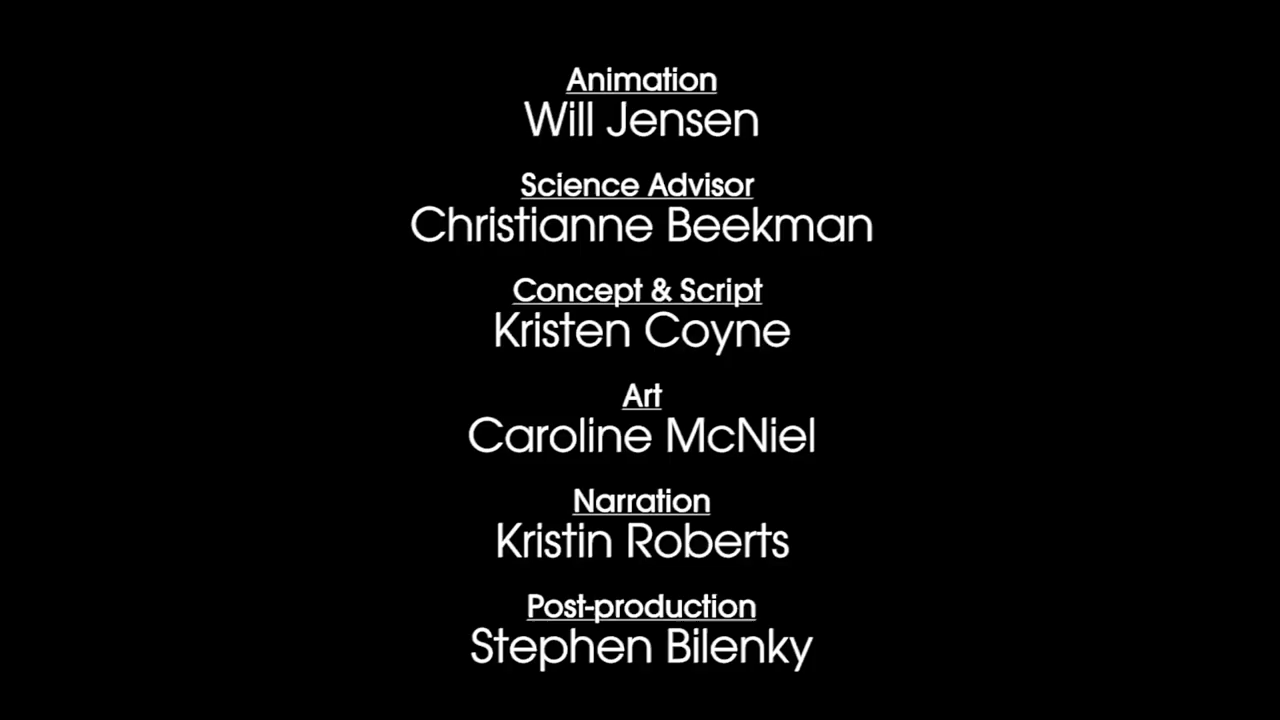 Animation
Will Jensen
Science Advisor
Christianne Beekman
Concept & Script
Kristen Coyne
Art
Caroline McNiel
Narration
Kristin Roberts
Post-production
Stephen Bilenky